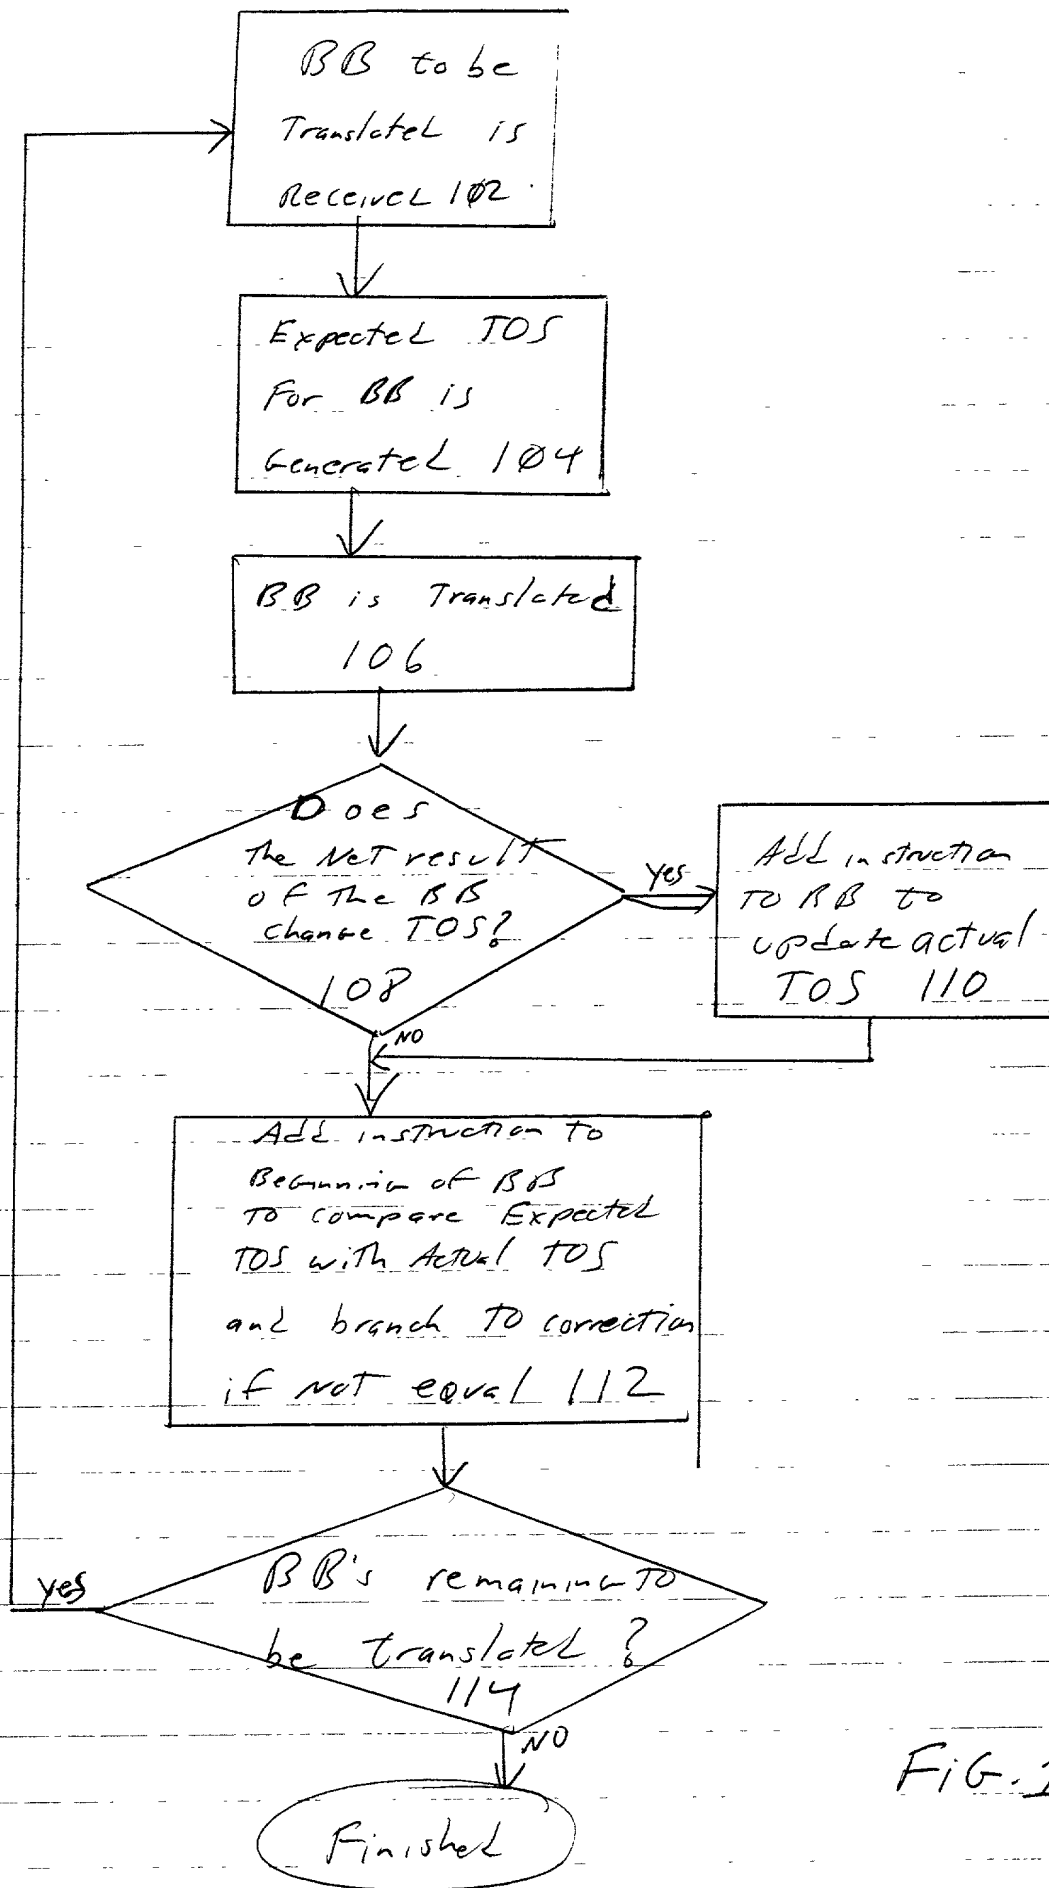 BB to be
Translated is
Received 102
Expected TOS
For BB is
Generated 104
BB is Translated
106
Does
The Net result
of The BB
change TOS?
108
yes
Add instruction
TO BB to
update actual
TOS 110
NO
Add instruction to
Beginning of BB
TO compare Expected
TOS with Actual TOS
and branch TO correction
if Not equal 112
yes
BB's remaining TO
be translated ?
114
NO
Finished
FiG. 1